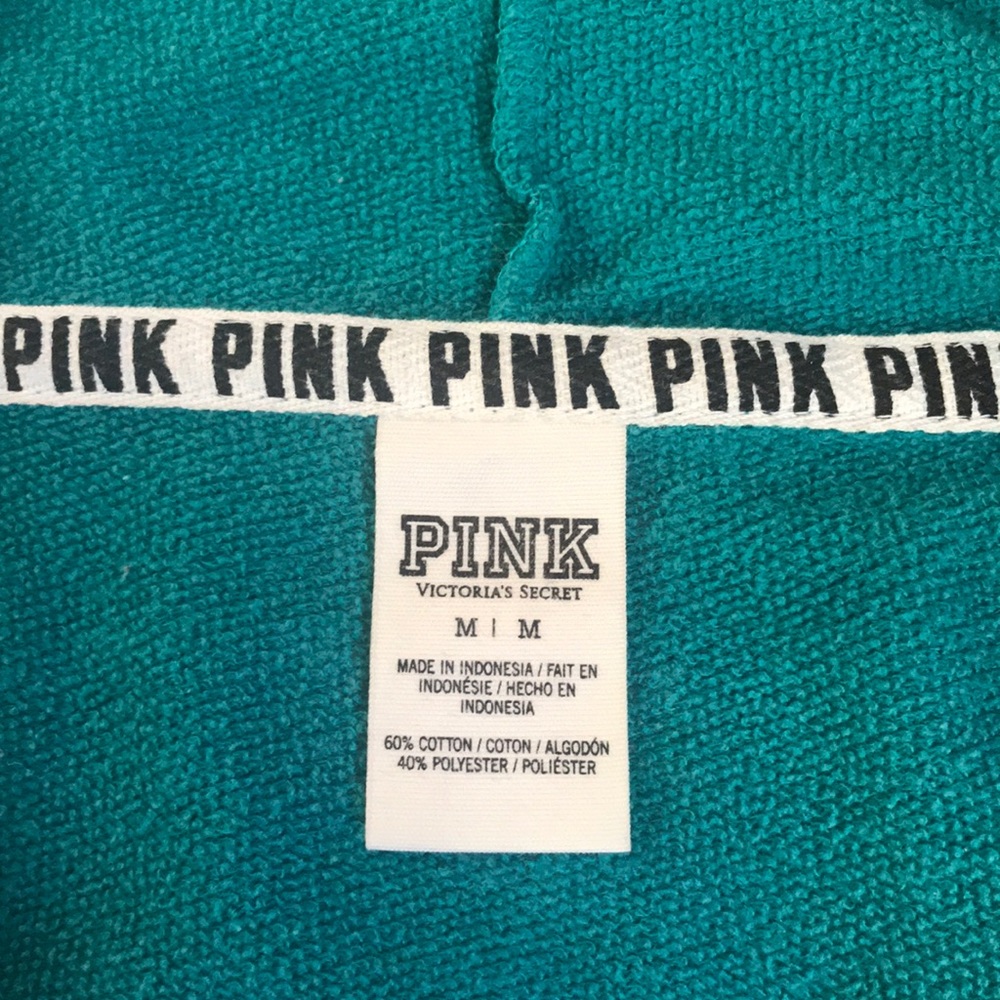 PINK PINK PINK PINK PIN
PINK
VICTORIA'S SECRET
M | M
MADE IN INDONESIA / FAIT EN
INDONÉSIE / HECHO EN
INDONESIA
60% COTTON / COTON / ALGODÓN
40% POLYESTER / POLIÉSTER